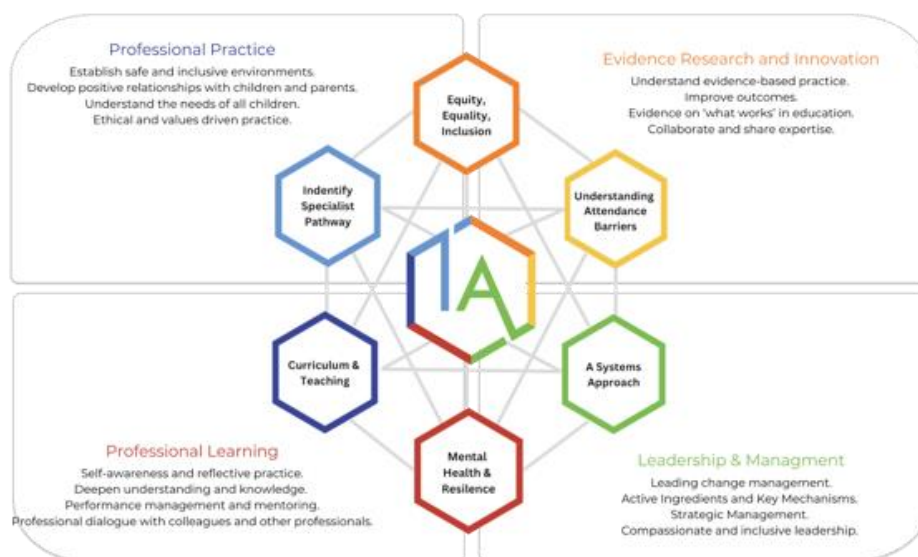 Professional Practice
Establish safe and inclusive environments.
Develop positive relationships with children and parents.
Understand the needs of all children.
Ethical and values driven practice.
Evidence Research and Innovation
Understand evidence-based practice.
Improve outcomes.
Evidence on 'what works' in education.
Collaborate and share expertise.
Equity,
Equality,
Inclusion
Indentify
Specialist
Pathway
Understanding
Attendance
Barriers
1A
Curriculum &
Teaching
A Systems
Approach
Mental
Health &
Resilence
Professional Learning
Self-awareness and reflective practice.
Deepen understanding and knowledge.
Performance management and mentoring.
Professional dialogue with colleagues and other professionals.
Leadership & Managment
Leading change management.
Active Ingredients and Key Mechanisms.
Strategic Management.
Compassionate and inclusive leadership.